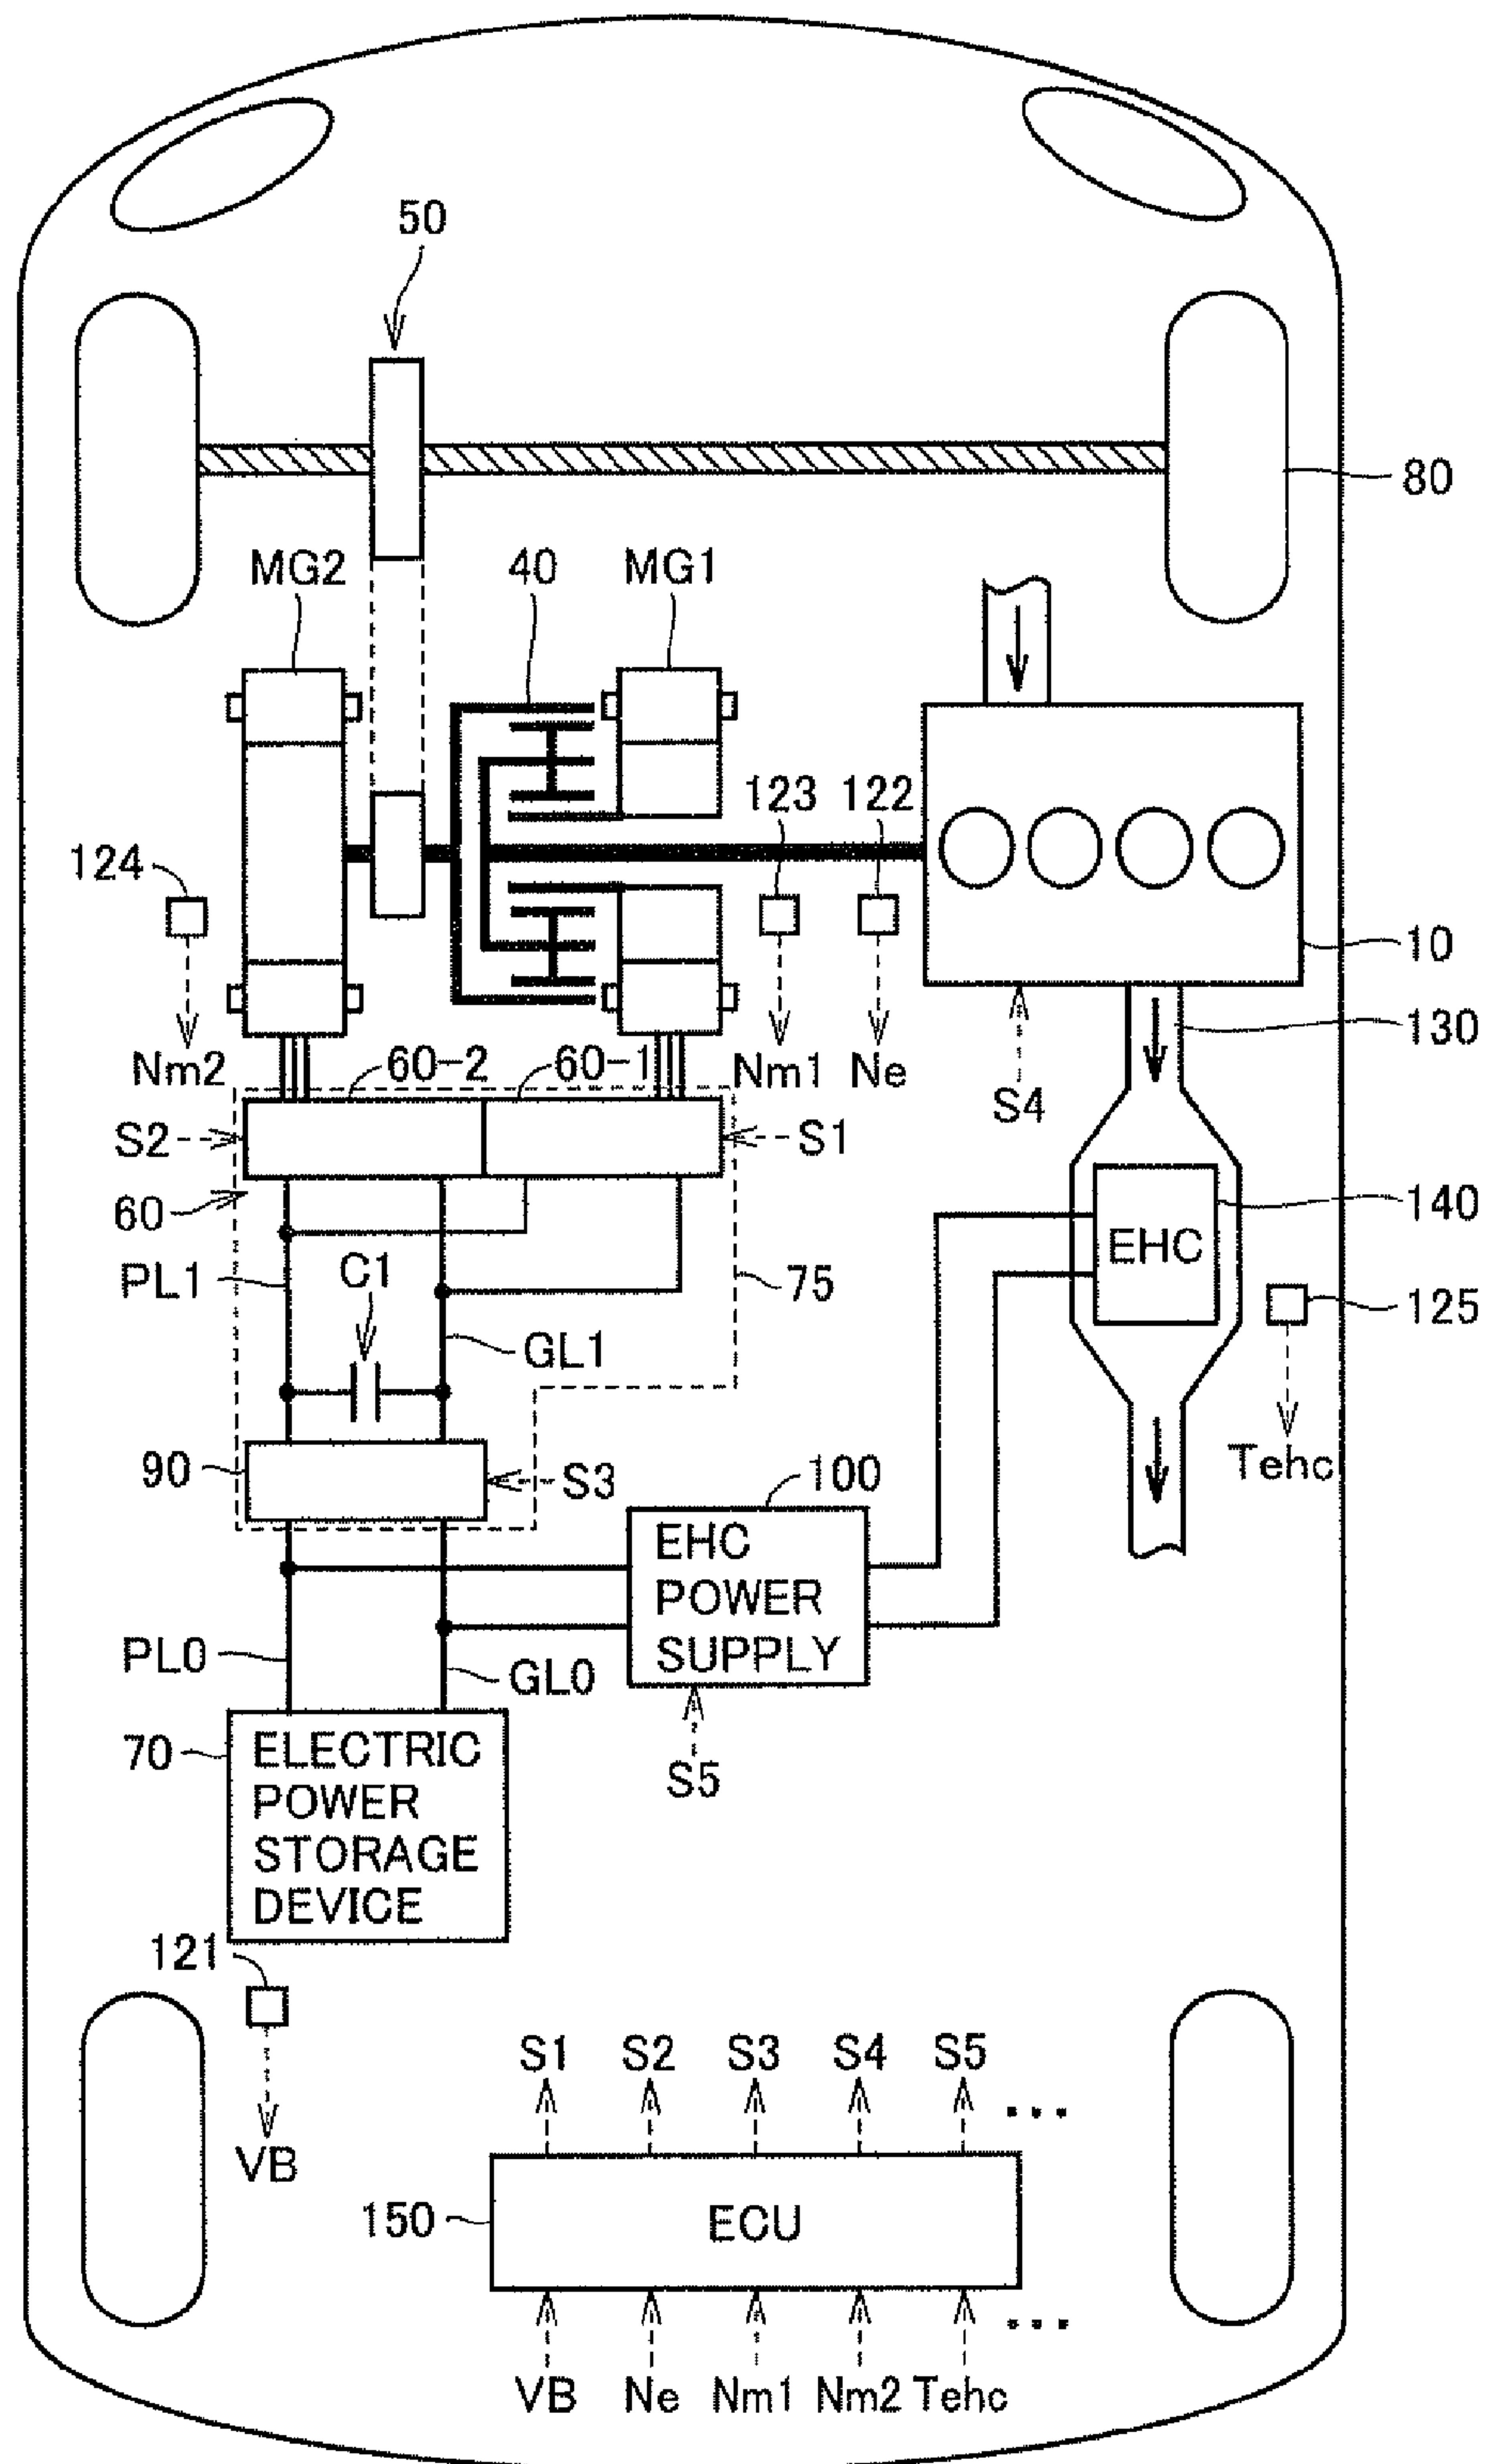 50
80
MG2
40
MG1
123
122
124
10
130
Nm2
60-2
60-1
Nm1
Ne
S4
S2
S1
60
140
EHC
C1
PL1
75
125
GL1
Tehc
90
S3
100
EHC
POWER
SUPPLY
PL0
GL0
S5
70
ELECTRIC
POWER
STORAGE
DEVICE
121
VB
S1 S2 S3 S4 S5 ...
150
ECU
...
VB Ne Nm1 Nm2 Tehc